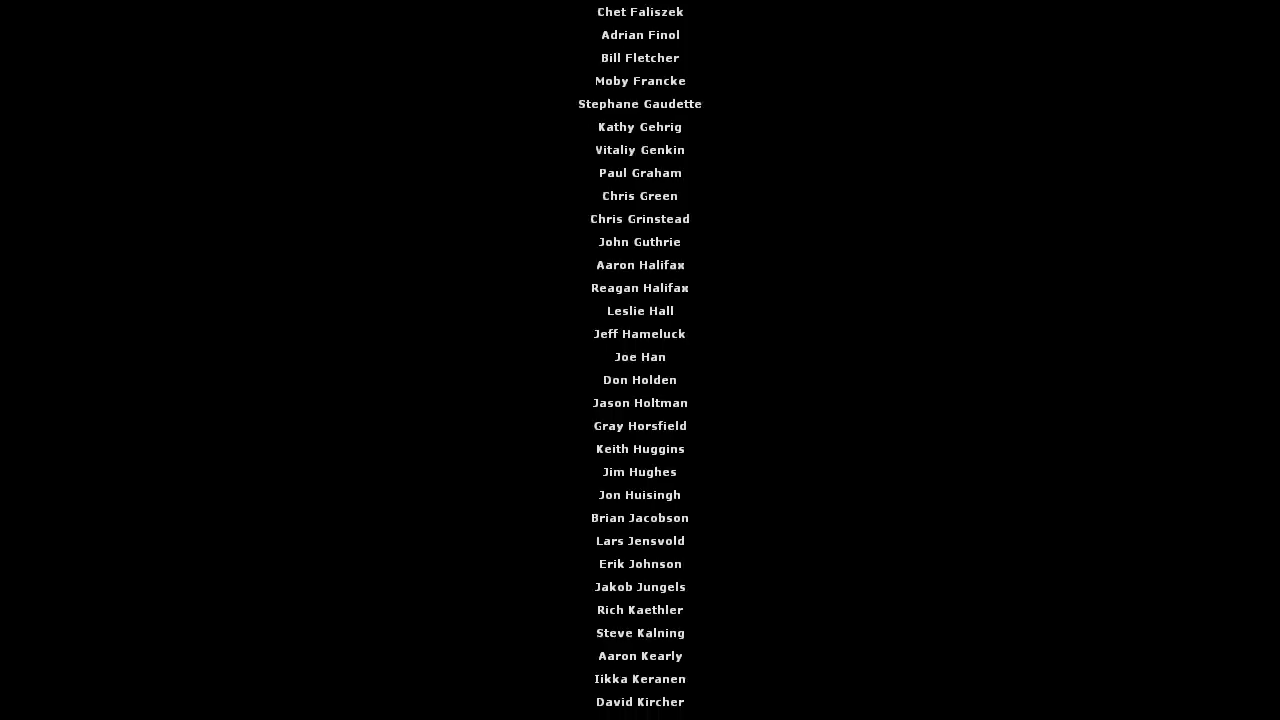 Chet Faliszek
Adrian Finol
Bill Fletcher
Moby Francke
Stephane Gaudette
Kathy Gehrig
Vitaliy Genkin
Paul Graham
Chris Green
Chris Grinstead
John Guthrie
Aaron Halifax
Reagan Halifax
Leslie Hall
Jeff Hameluck
Joe Han
Don Holden
Jason Holtman
Gray Horsfield
Keith Huggins
Jim Hughes
Jon Huisingh
Brian Jacobson
Lars Jensvold
Erik Johnson
Jakob Jungels
Rich Kaethler
Steve Kalning
Aaron Kearly
Iikka Keranen
David Kircher